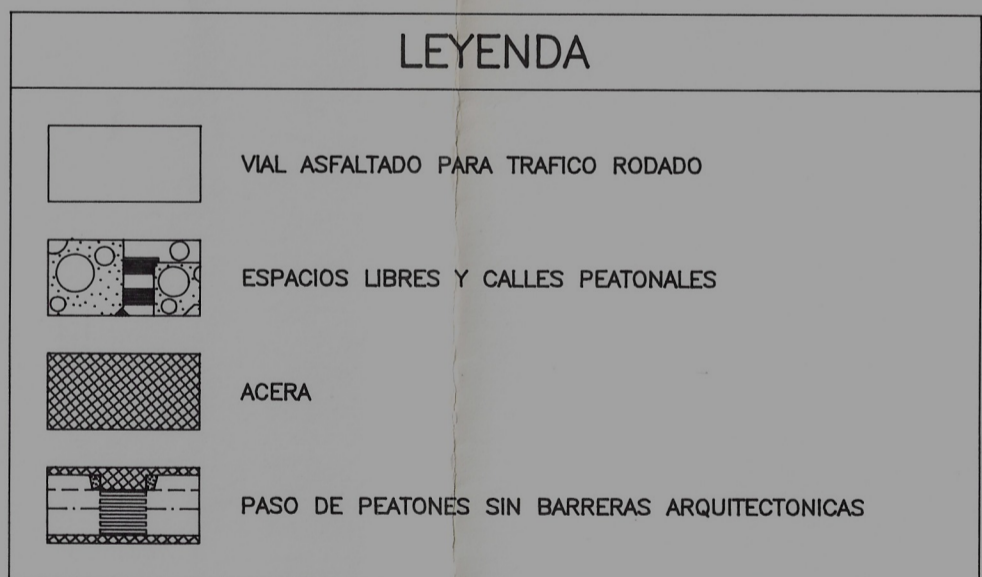 LEYENDA
VIAL ASFALTADO PARA TRAFICO RODADO
ESPACIOS LIBRES Y CALLES PEATONALES
ACERA
PASO DE PEATONES SIN BARRERAS ARQUITECTONICAS